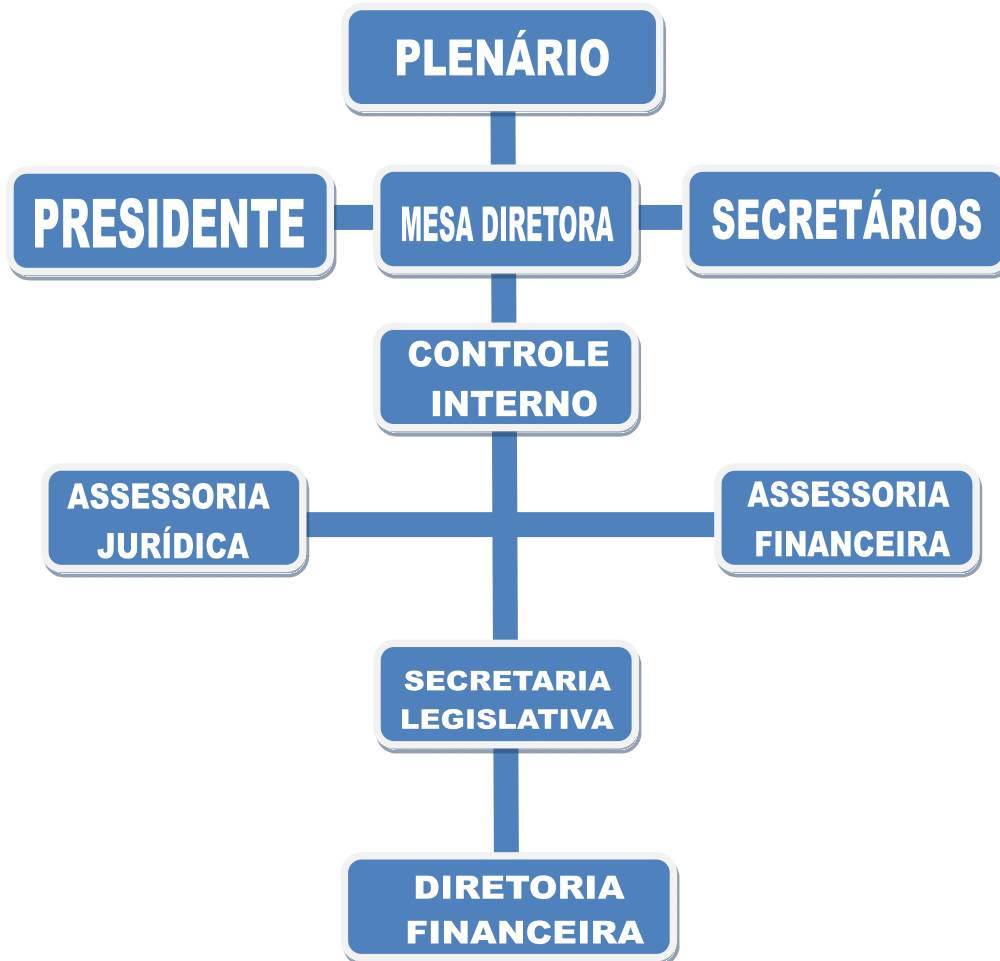 PLENÁRIO
PRESIDENTE
MESA DIRETORA
SECRETÁRIOS
CONTROLE
INTERNO
ASSESSORIA
JURÍDICA
ASSESSORIA
FINANCEIRA
SECRETARIA
LEGISLATIVA
DIRETORIA
FINANCEIRA